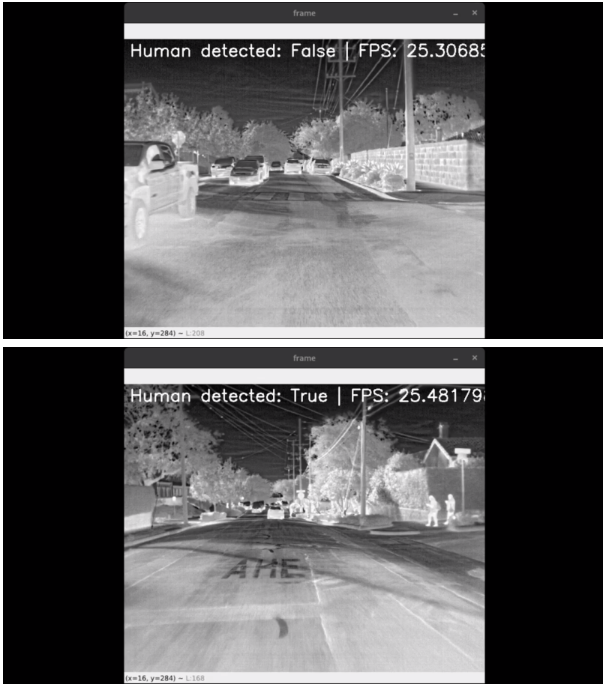 frame
Human detected: False | FPS: 25.30685
(x=16, y=284) ~ L:208
frame
Human detected: True | FPS: 25.48179
(x=16, y=284) ~ L:168
AHE